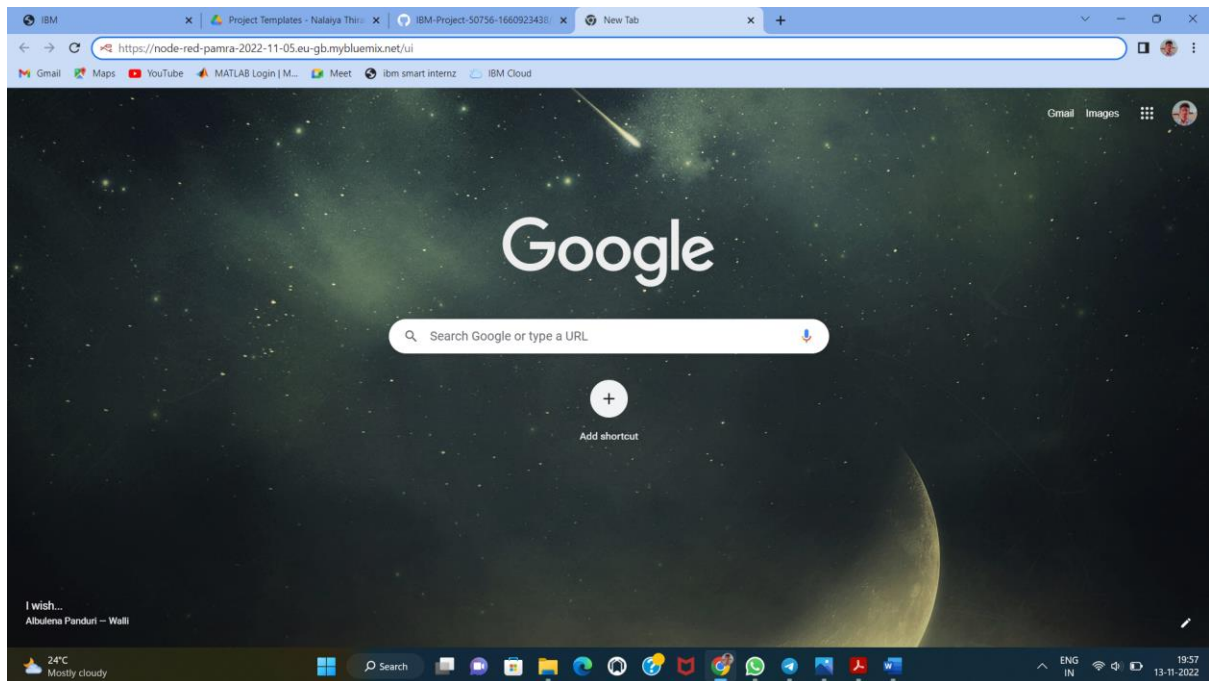 IBM
Project Templates - Nalaiya Thira
IBM-Project-50756-1660923438/
New Tab
https://node-red-pamra-2022-11-05.eu-gb.mybluemix.net/ui
Gmail
Maps
YouTube
MATLAB Login | M...
Meet
ibm smart internz
IBM Cloud
Gmail
Images
Google
Search Google or type a URL
Add shortcut
I wish...
Albulena Panduri — Walli
24°C
Mostly cloudy
Search
ENG
IN
19:57
13-11-2022